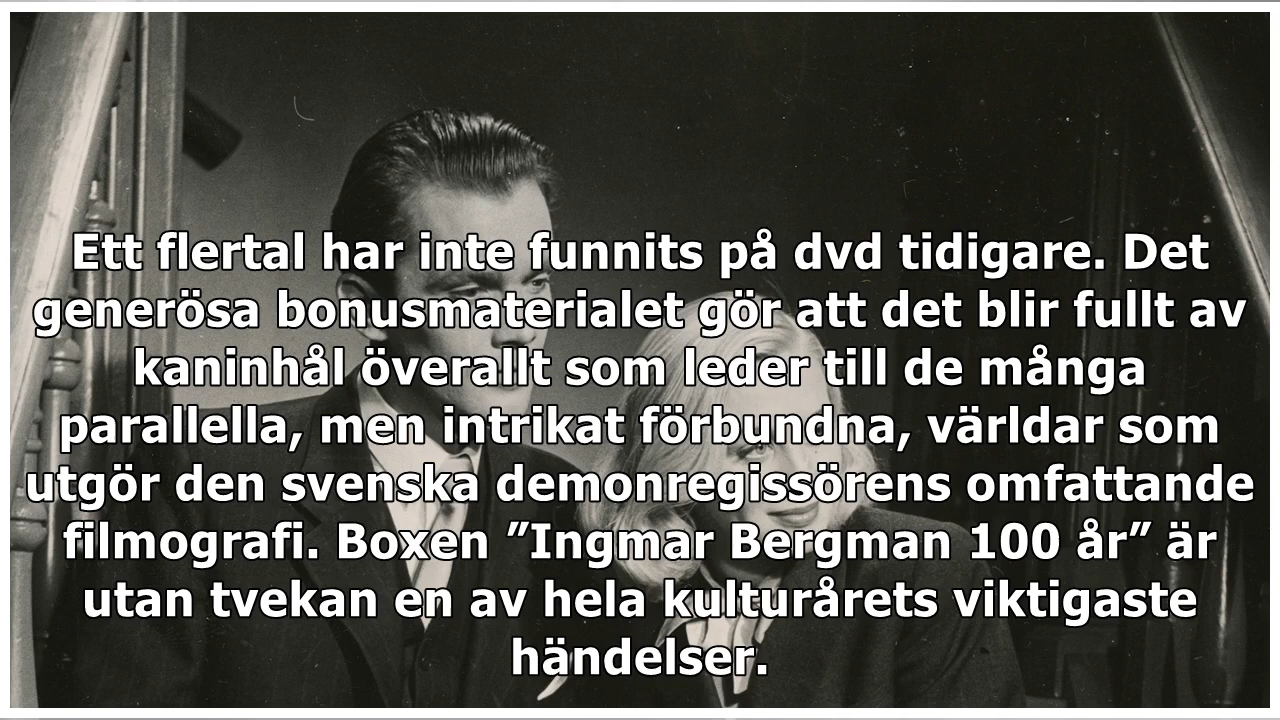 Ett flertal har inte funnits på dvd tidigare. Det
generösa bonusmaterialet gör att det blir fullt av
kaninhål överallt som leder till de många
parallella, men intrikat förbundna, världar som
utgör den svenska demonregissörens omfattande
filmografi. Boxen ”Ingmar Bergman 100 år” är
utan tvekan en av hela kulturårets viktigaste
händelser.